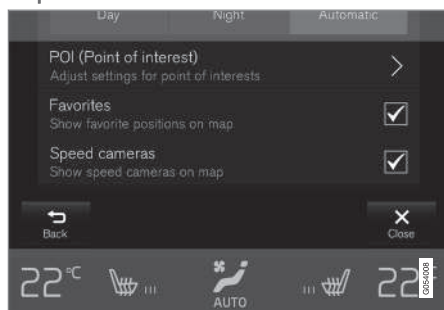 Day Night Automatic
POI (Point of interest)
Adjust settings for point of interests
Favorites
Show favorite positions on map
Speed cameras
Show speed cameras on map
Back Close
22°C AUTO 22°C
G054008